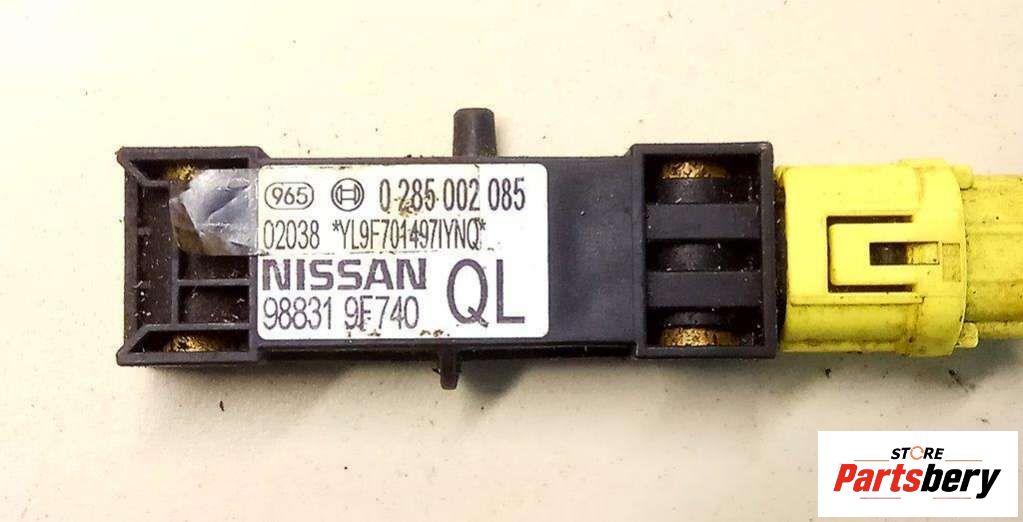 965 0 285 002 085
02038 *YL9F701497IYNQ*
NISSAN QL
98831 9F740
STORE
Partsbery